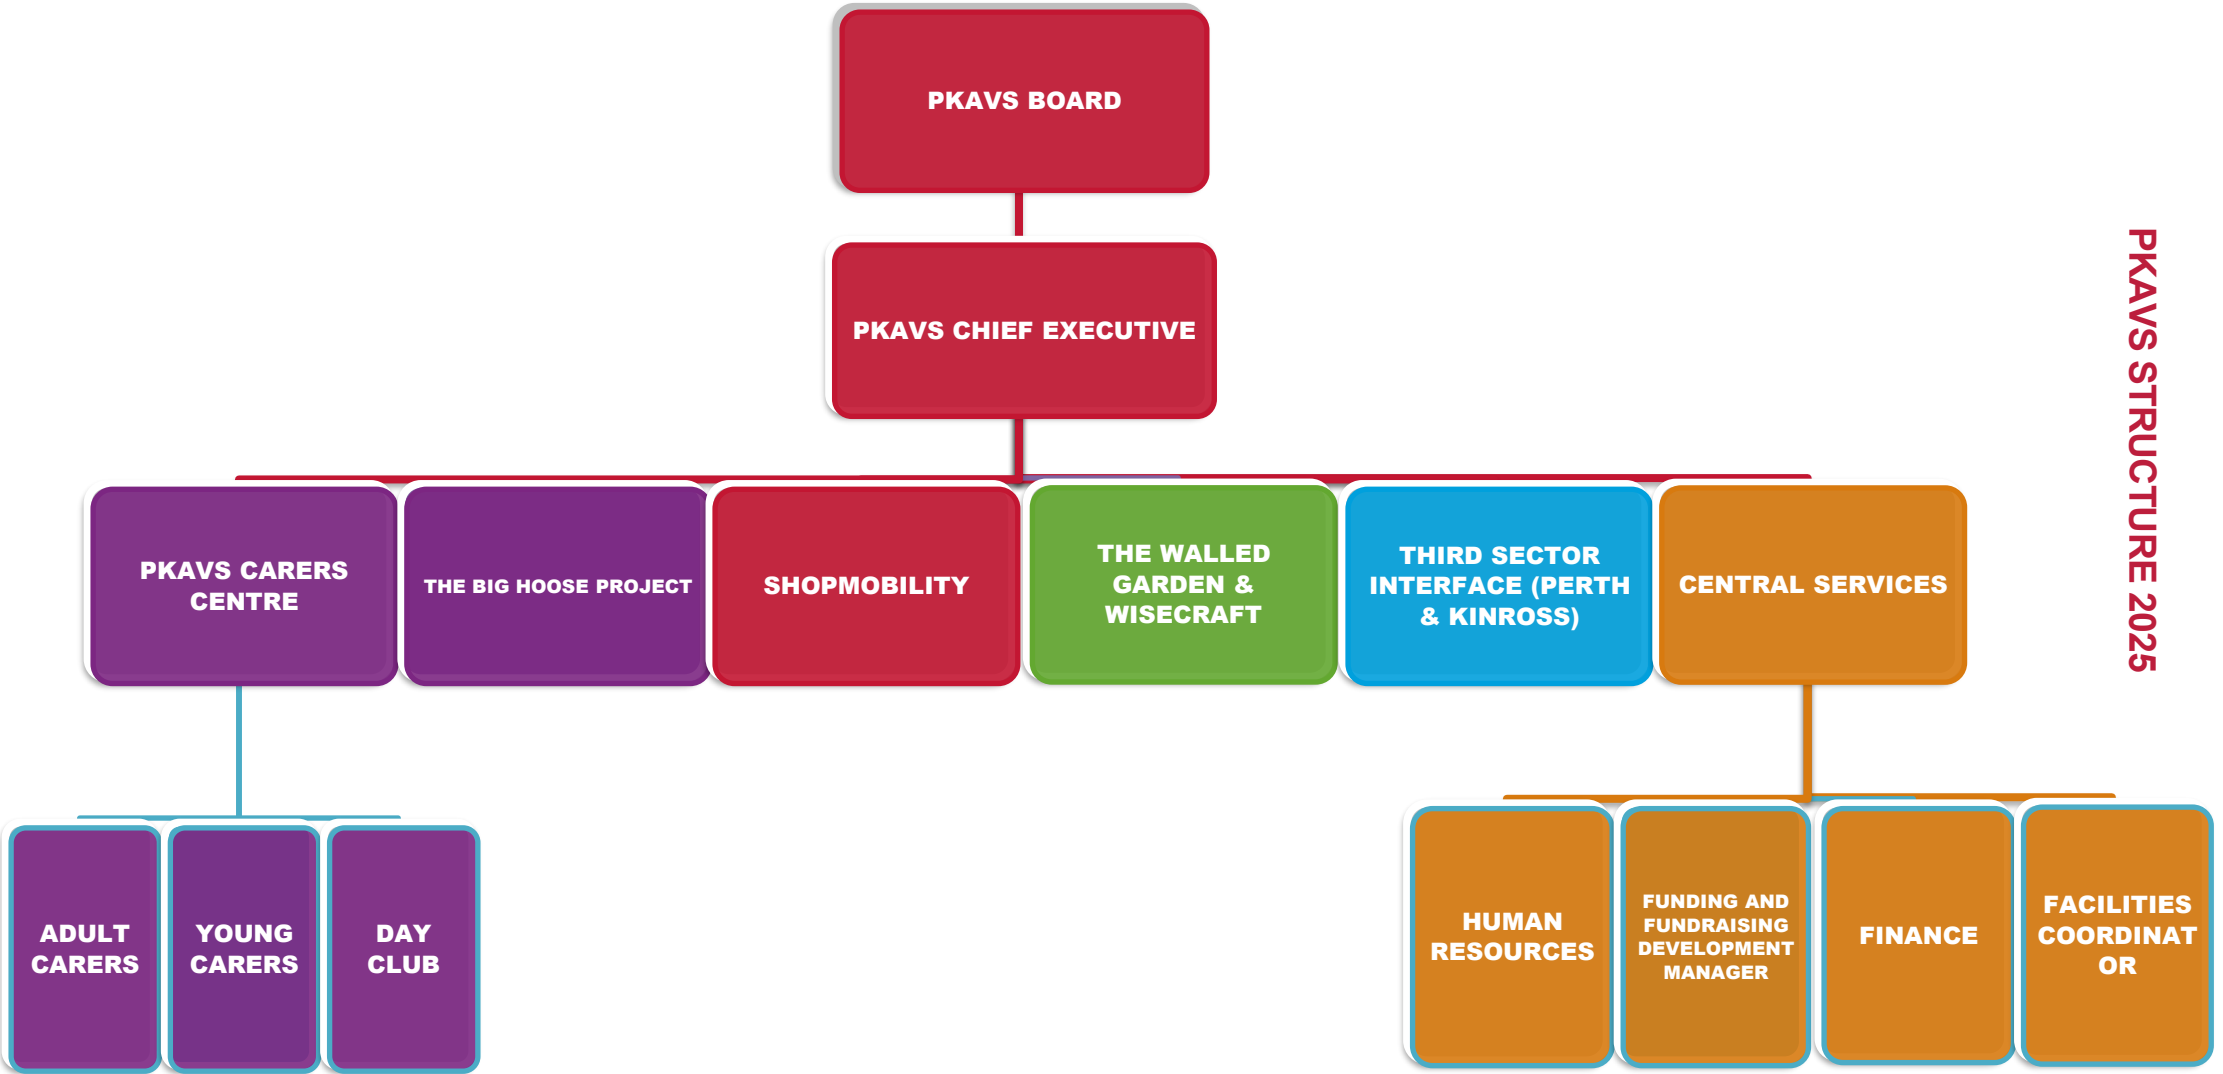 PKAVS BOARD
PKAVS CHIEF EXECUTIVE
PKAVS STRUCTURE 2025
PKAVS CARERS
CENTRE
THE BIG HOOSE PROJECT
SHOPMOBILITY
THE WALLED
GARDEN &
WISECRAFT
THIRD SECTOR
INTERFACE (PERTH
& KINROSS)
CENTRAL SERVICES
ADULT
CARERS
YOUNG
CARERS
DAY
CLUB
HUMAN
RESOURCES
FUNDING AND
FUNDRAISING
DEVELOPMENT
MANAGER
FINANCE
FACILITIES
COORDINAT
OR